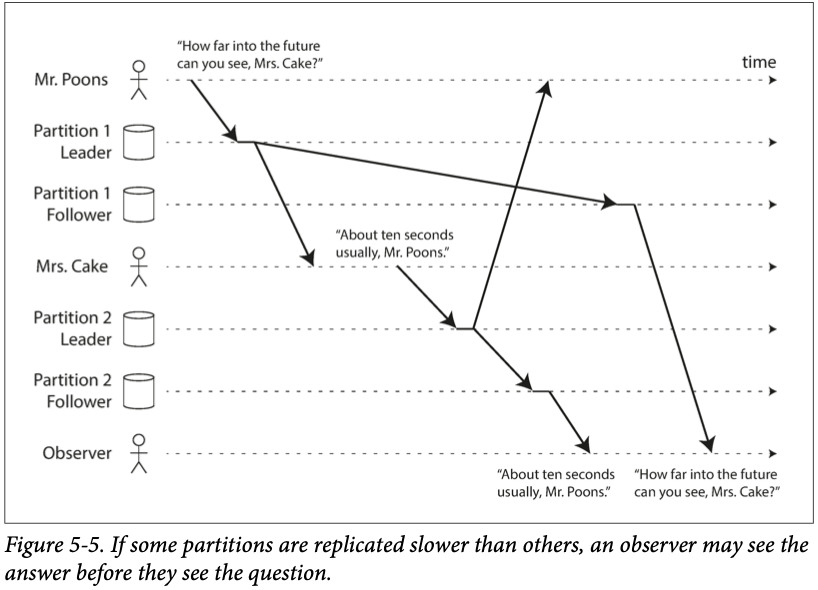 “How far into the future
can you see, Mrs. Cake?”
time
Mr. Poons
Partition 1
Leader
Partition 1
Follower
“About ten seconds
usually, Mr. Poons.”
Mrs. Cake
Partition 2
Leader
Partition 2
Follower
Observer
“About ten seconds
usually, Mr. Poons.”
“How far into the future
can you see, Mrs. Cake?”
Figure 5-5. If some partitions are replicated slower than others, an observer may see the
answer before they see the question.